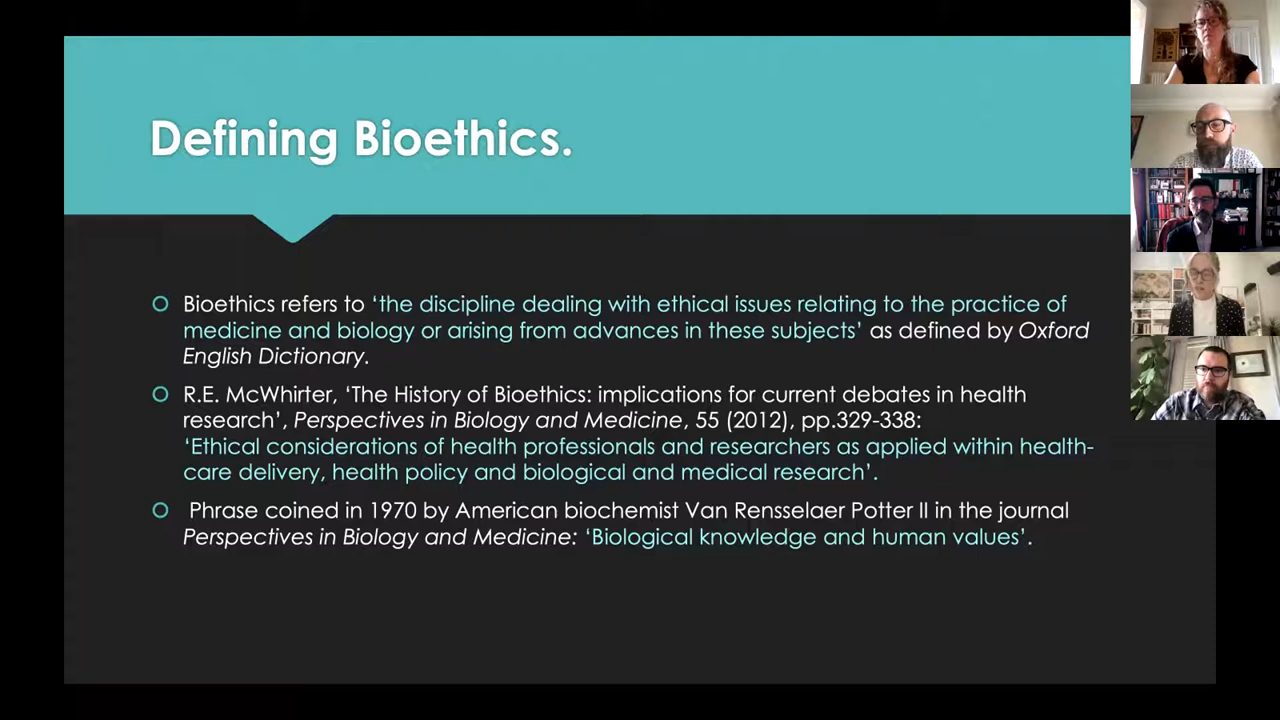 Defining Bioethics.
Bioethics refers to ‘the discipline dealing with ethical issues relating to the practice of
medicine and biology or arising from advances in these subjects’ as defined by Oxford
English Dictionary.
R.E. McWhirter, ‘The History of Bioethics: implications for current debates in health
research’, Perspectives in Biology and Medicine, 55 (2012), pp.329-338:
‘Ethical considerations of health professionals and researchers as applied within health-
care delivery, health policy and biological and medical research’.
Phrase coined in 1970 by American biochemist Van Rensselaer Potter II in the journal
Perspectives in Biology and Medicine: ‘Biological knowledge and human values’.